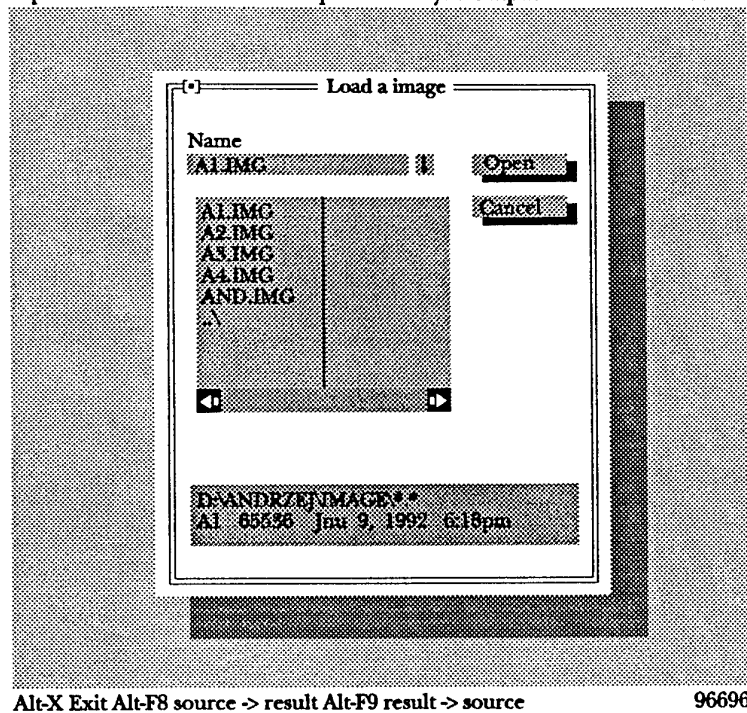 [•] Load a image
Name
A1.IMG Open
Cancel
A1.IMG
A2.IMG
A3.IMG
A4.IMG
AND.IMG
..\
D:\ANDRZEJ\IMAGE\*.*
A1 65536 Jnu 9, 1992 6:18pm
Alt-X Exit Alt-F8 source -> result Alt-F9 result -> source 96696